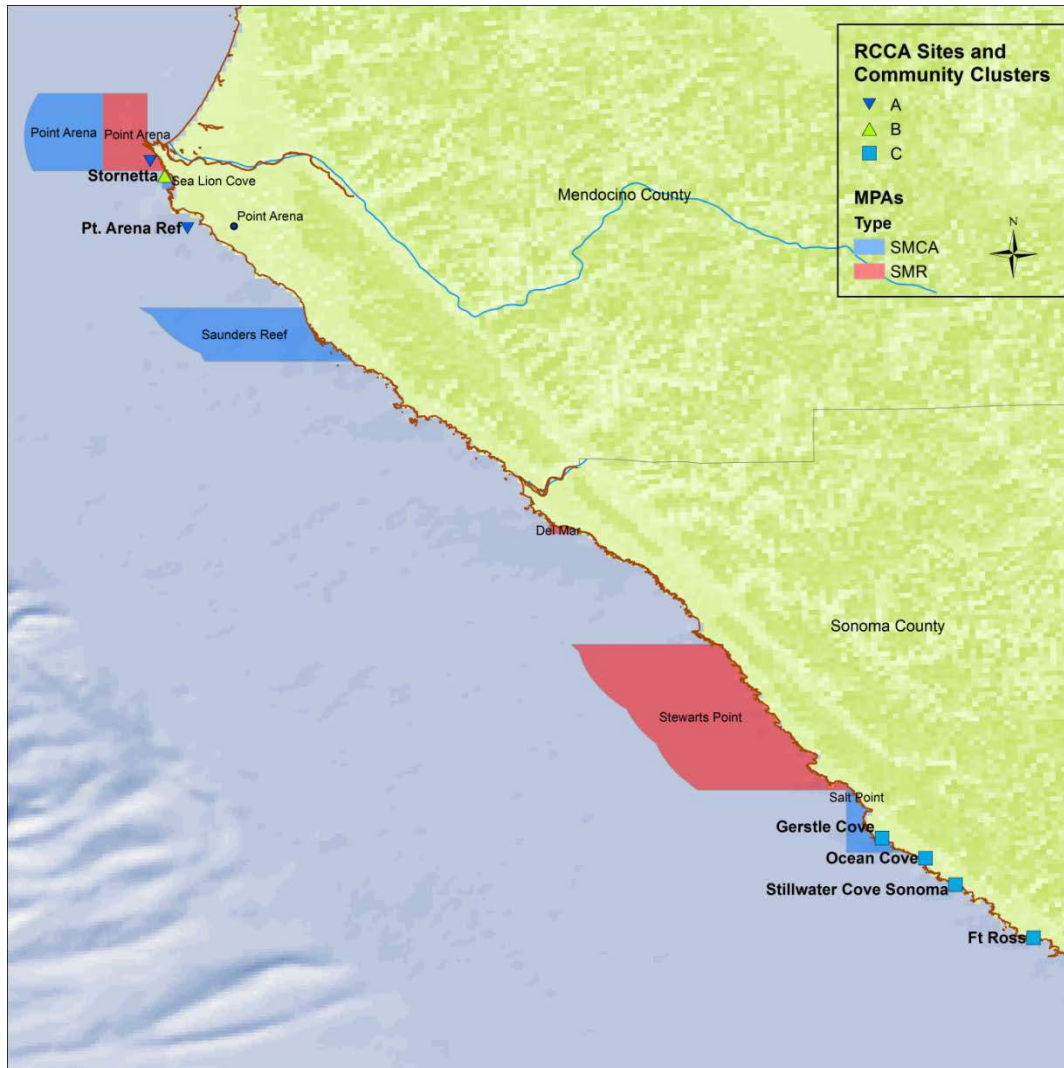 RCCA Sites and
Community Clusters
A
B
C
MPAs
Type
SMCA
SMR
N
Point Arena
Point Arena
Stornetta
Sea Lion Cove
Mendocino County
Pt. Arena Ref
Point Arena
Saunders Reef
Del Mar
Sonoma County
Stewarts Point
Salt Point
Gerstle Cove
Ocean Cove
Stillwater Cove Sonoma
Ft Ross